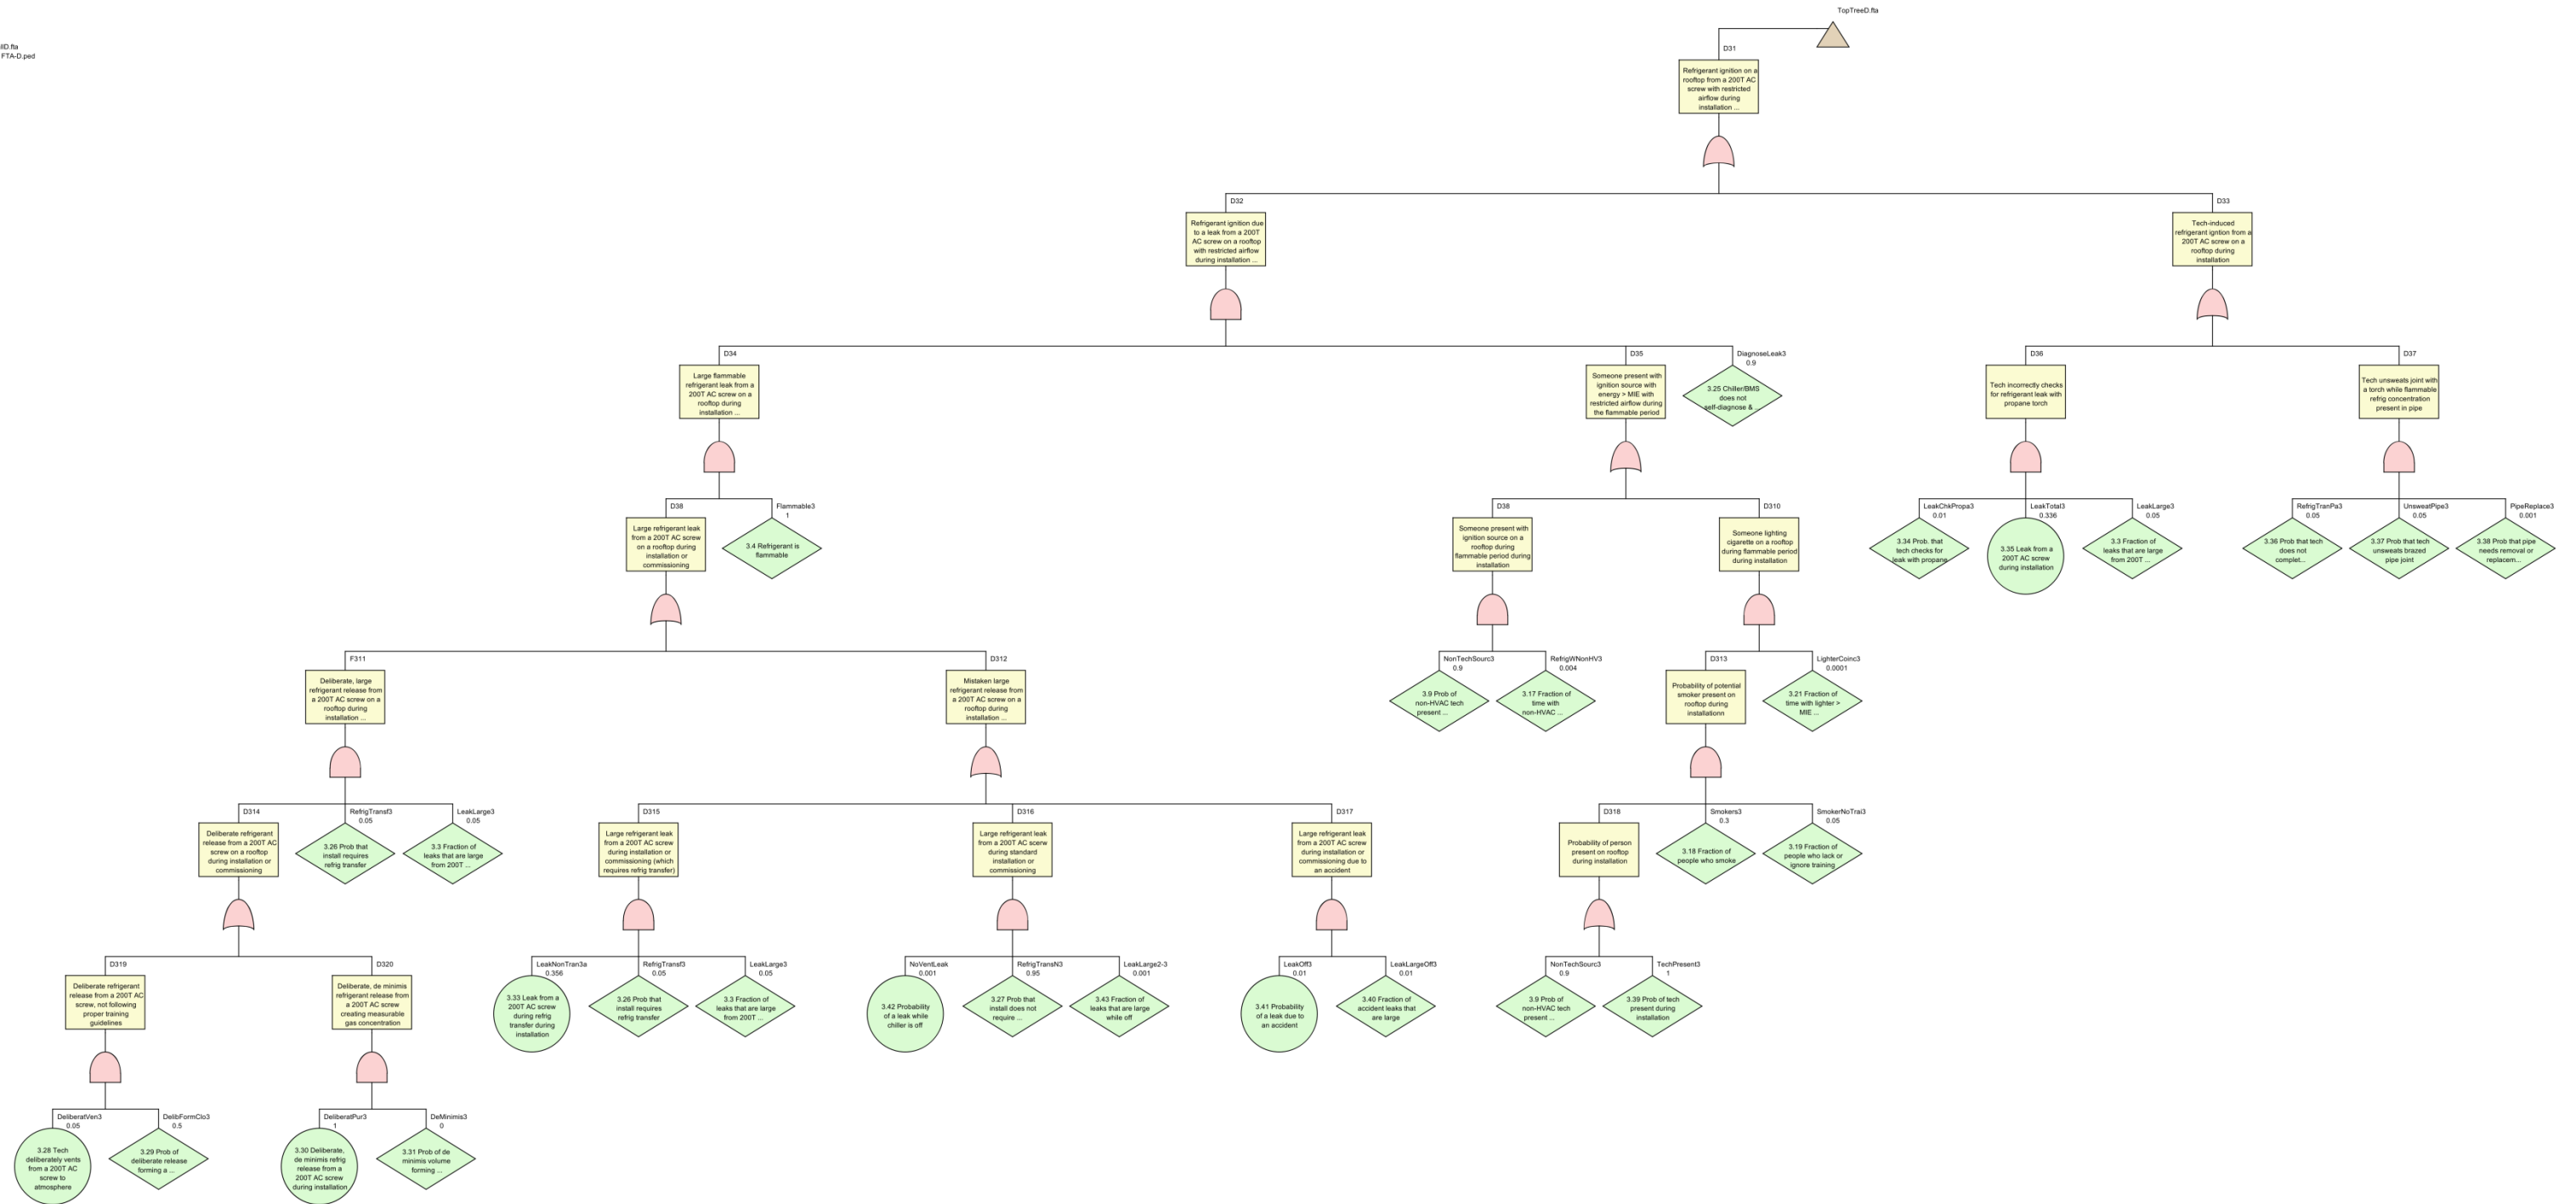 TopTreeD.fta
llD.fta
FTA-D.ped
D31
Refrigerant ignition on a
rooftop from a 200T AC
screw with restricted
airflow during
installation ...
D32
Refrigerant ignition due
to a leak from a 200T
AC screw on a rooftop
with restricted airflow
during installation ...
D33
Tech-induced
refrigerant igntion from a
200T AC screw on a
rooftop during
installation
D34
Large flammable
refrigerant leak from a
200T AC screw on a
rooftop during
installation ...
D35
Someone present with
ignition source with
energy > MIE with
restricted airflow during
the flammable period
DiagnoseLeak3
0.9
3.25 Chiller/BMS
does not
self-diagnose & ...
D36
Tech incorrectly checks
for refrigerant leak with
propane torch
D37
Tech unsweats joint with
a torch while flammable
refrig concentration
present in pipe
D38
Large refrigerant leak
from a 200T AC screw
on a rooftop during
installation or
commissioning
Flammable3
1
3.4 Refrigerant is
flammable
D38
Someone present with
ignition source on a
rooftop during
flammable period during
installation
D310
Someone lighting
cigarette on a rooftop
during flammable period
during installation
LeakChkPropa3
0.01
3.34 Prob. that
tech checks for
leak with propane
LeakTotal3
0.336
3.35 Leak from a
200T AC screw
during installation
LeakLarge3
0.05
3.3 Fraction of
leaks that are large
from 200T ...
RefrigTranPa3
0.05
3.36 Prob that tech
does not
complet...
UnsweatPipe3
0.05
3.37 Prob that tech
unsweats brazed
pipe joint
PipeReplace3
0.001
3.38 Prob that pipe
needs removal or
replacem...
F311
Deliberate, large
refrigerant release from
a 200T AC screw on a
rooftop during
installation ...
D312
Mistaken large
refrigerant release from
a 200T AC screw on a
rooftop during
installation ...
NonTechSourc3
0.9
3.9 Prob of
non-HVAC tech
present ...
RefrigWNonHV3
0.004
3.17 Fraction of
time with
non-HVAC ...
D313
Probability of potential
smoker present on
rooftop during
installationn
LighterCoinc3
0.0001
3.21 Fraction of
time with lighter >
MIE ...
D314
Deliberate refrigerant
release from a 200T AC
screw on a rooftop
during installation or
commissioning
RefrigTransf3
0.05
3.26 Prob that
install requires
refrig transfer
LeakLarge3
0.05
3.3 Fraction of
leaks that are large
from 200T ...
D315
Large refrigerant leak
from a 200T AC screw
during installation or
commissioning (which
requires refrig transfer)
D316
Large refrigerant leak
from a 200T AC scerw
during standard
installation or
commissioning
D317
Large refrigerant leak
from a 200T AC screw
during installation or
commissioning due to
an accident
D318
Probability of person
present on rooftop
during installation
Smokers3
0.3
3.18 Fraction of
people who smoke
SmokerNoTrai3
0.05
3.19 Fraction of
people who lack or
ignore training
D319
Deliberate refrigerant
release from a 200T AC
screw, not following
proper training
guidelines
D320
Deliberate, de minimis
refrigerant release from
a 200T AC screw
creating measurable
gas concentration
LeakNonTran3a
0.356
3.33 Leak from a
200T AC screw
during refrig
transfer during
installation
RefrigTransf3
0.05
3.26 Prob that
install requires
refrig transfer
LeakLarge3
0.05
3.3 Fraction of
leaks that are large
from 200T ...
NoVentLeak
0.001
3.42 Probability
of a leak while
chiller is off
RefrigTransN3
0.95
3.27 Prob that
install does not
require ...
LeakLarge2-3
0.001
3.43 Fraction of
leaks that are large
while off
LeakOff3
0.01
3.41 Probability
of a leak due to
an accident
LeakLargeOff3
0.01
3.40 Fraction of
accident leaks that
are large
NonTechSourc3
0.9
3.9 Prob of
non-HVAC tech
present ...
TechPresent3
1
3.39 Prob of tech
present during
installation
DeliberatVen3
0.05
3.28 Tech
deliberately vents
from a 200T AC
screw to
atmosphere
DelibFormClo3
0.5
3.29 Prob of
deliberate release
forming a ...
DeliberatPur3
1
3.30 Deliberate,
de minimis refrig
release from a
200T AC screw
during installation
DeMinimis3
0
3.31 Prob of de
minimis volume
forming ...